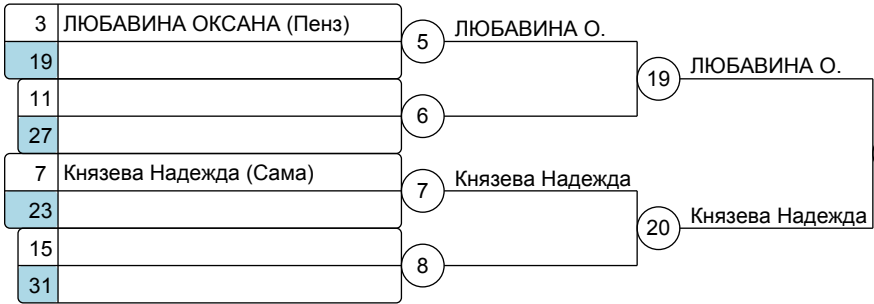 3 ЛЮБАВИНА ОКСАНА (Пенз)
19
5 ЛЮБАВИНА О.
19 ЛЮБАВИНА О.
11
27
6
7 Князева Надежда (Сама)
23
7 Князева Надежда
20 Князева Надежда
15
31
8